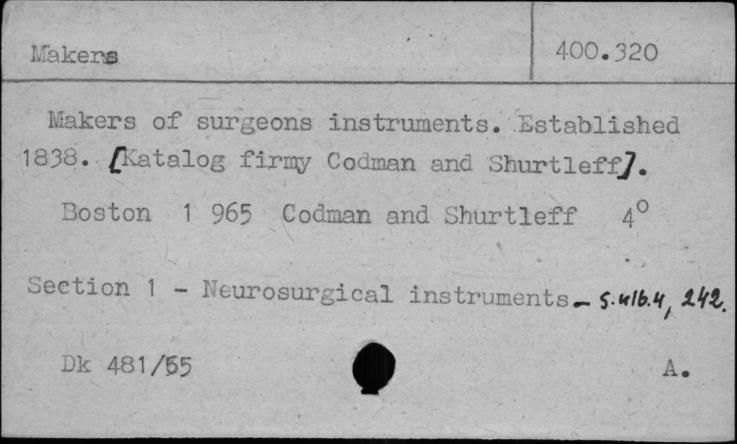 Makers 400.320
Makers of surgeons instruments. Established
1838. [Katalog firmy Codman and Shurtleff].
Boston 1 965 Codman and Shurtleff 4°
Section 1 - Neurosurgical instruments - 242.
Dk 481/65 A.